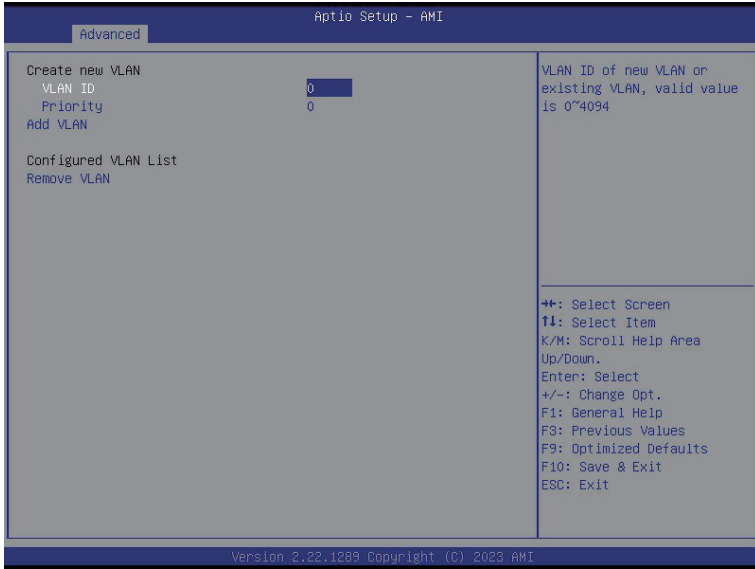 Aptio Setup – AMI
Advanced
Create new VLAN
VLAN ID 0
Priority 0
Add VLAN
Configured VLAN List
Remove VLAN
VLAN ID of new VLAN or
existing VLAN, valid value
is 0~4094
→←: Select Screen
↑↓: Select Item
K/M: Scroll Help Area
Up/Down.
Enter: Select
+/-: Change Opt.
F1: General Help
F3: Previous Values
F9: Optimized Defaults
F10: Save & Exit
ESC: Exit
Version 2.22.1289 Copyright (C) 2023 AMI